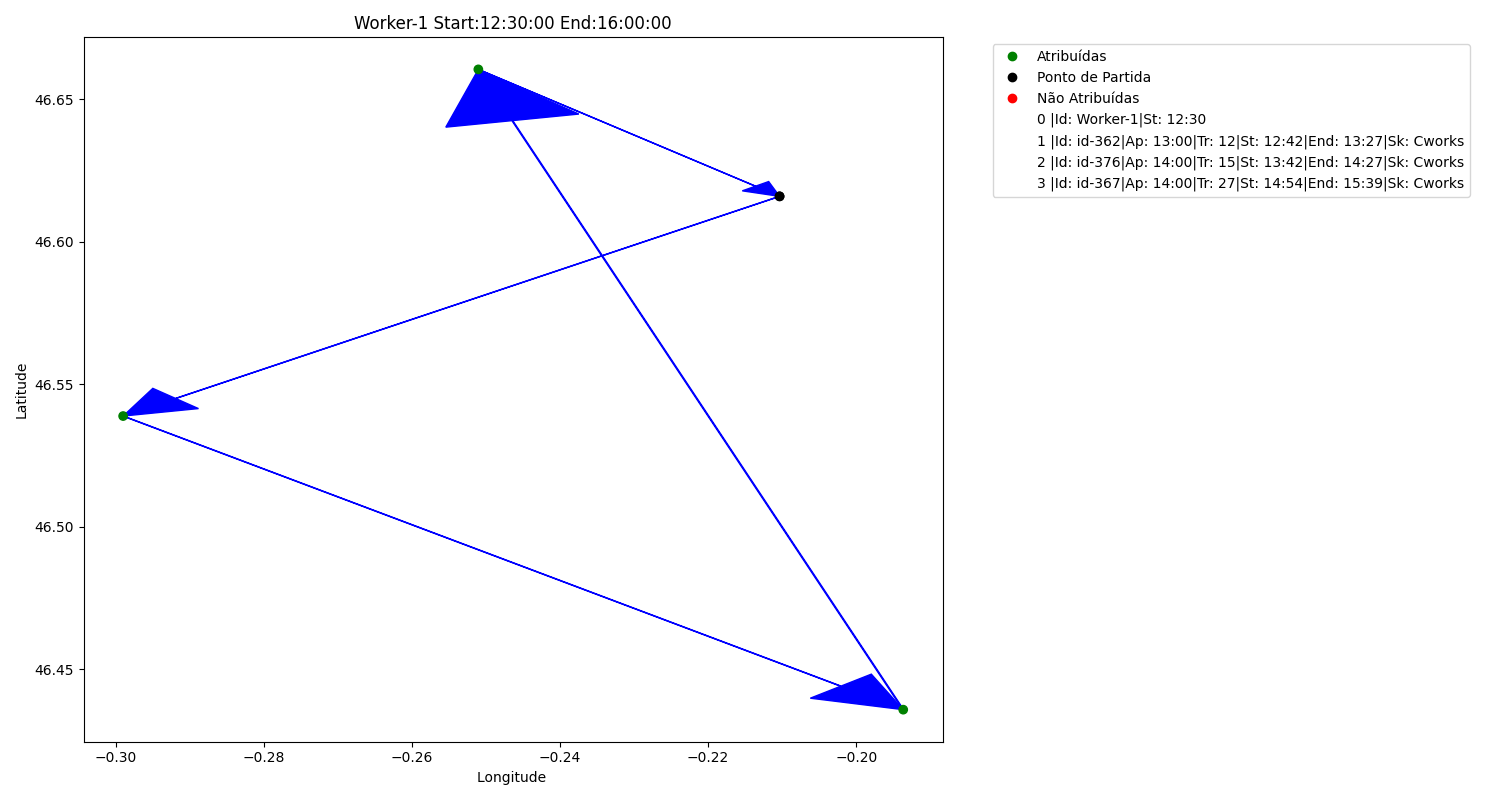 Worker-1 Start:12:30:00 End:16:00:00
Atribuídas
Ponto de Partida
Não Atribuídas
0 |Id: Worker-1|St: 12:30
1 |Id: id-362|Ap: 13:00|Tr: 12|St: 12:42|End: 13:27|Sk: Cworks
2 |Id: id-376|Ap: 14:00|Tr: 15|St: 13:42|End: 14:27|Sk: Cworks
3 |Id: id-367|Ap: 14:00|Tr: 27|St: 14:54|End: 15:39|Sk: Cworks
Latitude
46.65
46.60
46.55
46.50
46.45
−0.30 −0.28 −0.26 −0.24 −0.22 −0.20
Longitude